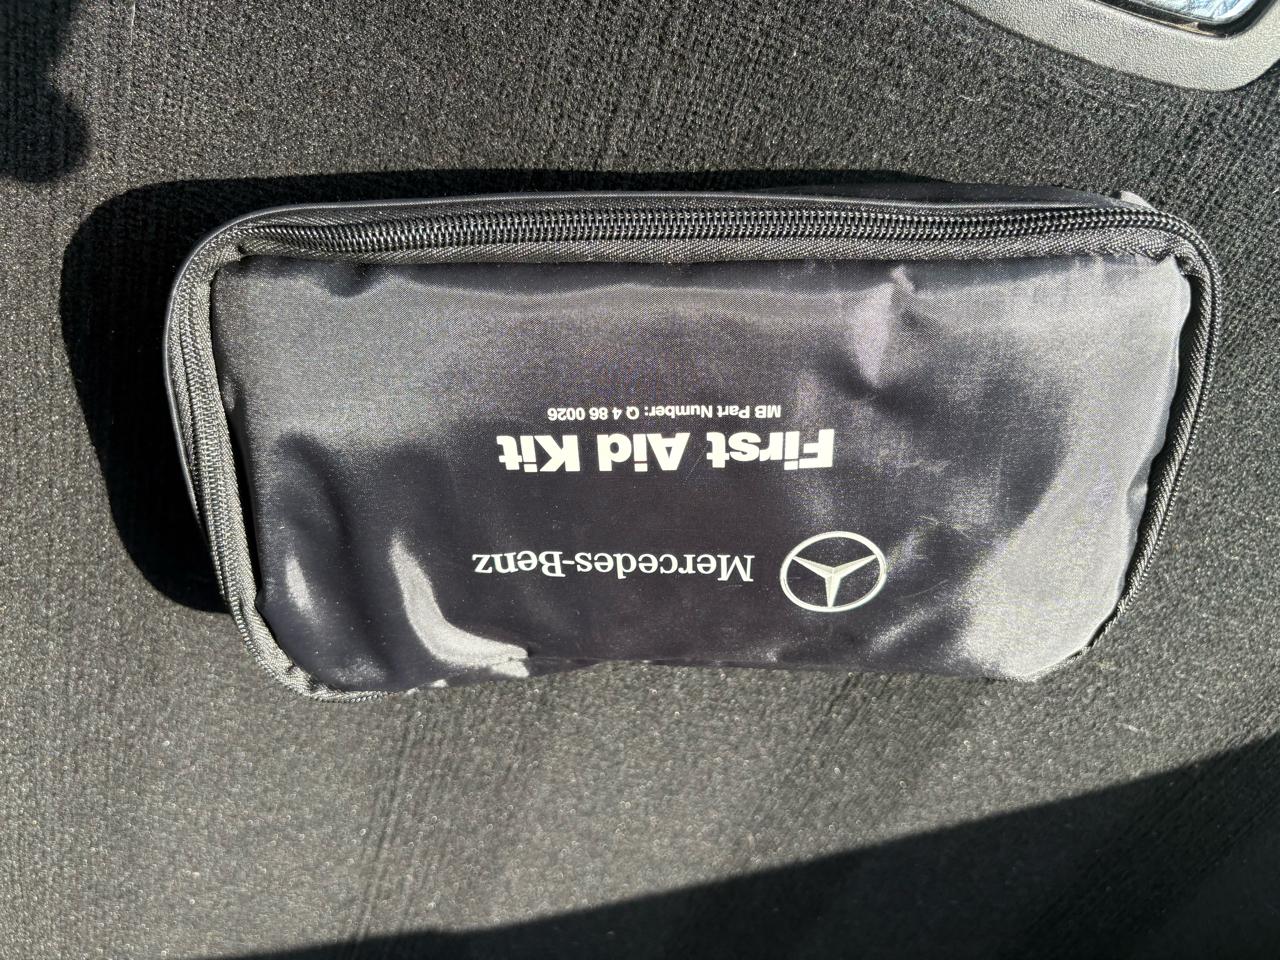 Mercedes-Benz
First Aid Kit
MB Part Number: Q 4 86 0026